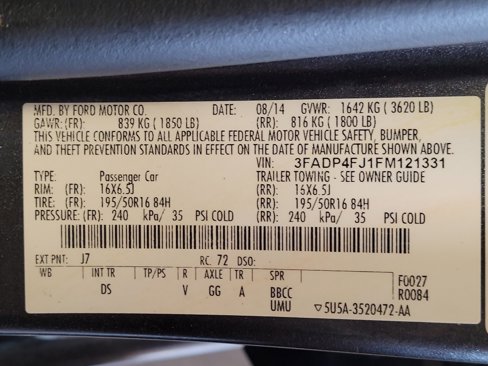 MFD. BY FORD MOTOR CO. DATE: 08/14 GVWR: 1642 KG ( 3620 LB)
GAWR:(FR): 839 KG ( 1850 LB) (RR): 816 KG ( 1800 LB)
THIS VEHICLE CONFORMS TO ALL APPLICABLE FEDERAL MOTOR VEHICLE SAFETY, BUMPER,
AND THEFT PREVENTION STANDARDS IN EFFECT ON THE DATE OF MANUFACTURE SHOWN ABOVE.
VIN: 3FADP4FJ1FM121331
TYPE: Passenger Car TRAILER TOWING - SEE OWNER GUIDE
RIM: (FR): 16X6.5J (RR): 16X6.5J
TIRE: (FR): 195/50R16 84H (RR): 195/50R16 84H
PRESSURE: (FR): 240 kPa/ 35 PSI COLD (RR): 240 kPa/ 35 PSI COLD
EXT PNT: J7 RC: 72 DSO:
WB INT TR TP/PS R AXLE TR SPR F0027
DS V GG A BBCC R0084
UMU ▽5U5A-3520472-AA